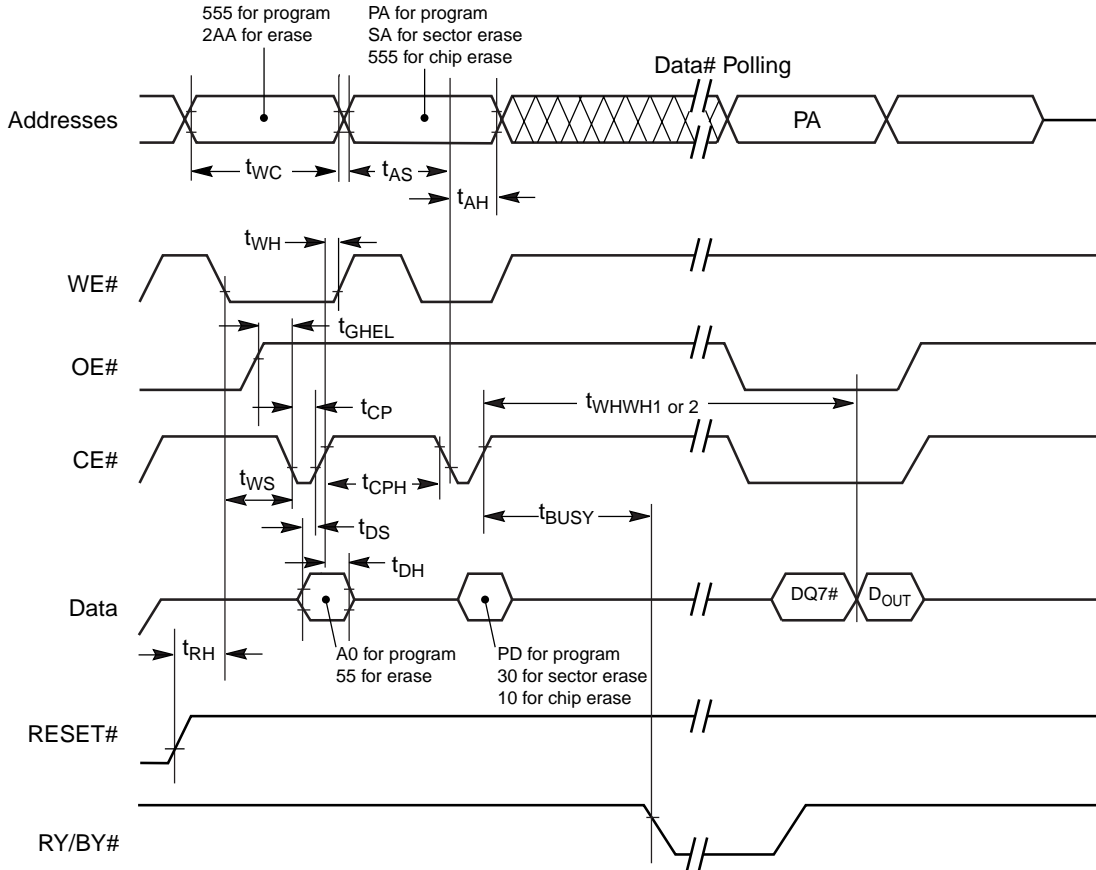 555 for program
2AA for erase
PA for program
SA for sector erase
555 for chip erase
Data# Polling
Addresses
PA
tWC
tAS
tAH
tWH
WE#
tGHEL
OE#
tWHWH1 or 2
tCP
CE#
tWS
tCPH
tBUSY
tDS
tDH
Data
DQ7#
DOUT
tRH
A0 for program
55 for erase
PD for program
30 for sector erase
10 for chip erase
RESET#
RY/BY#